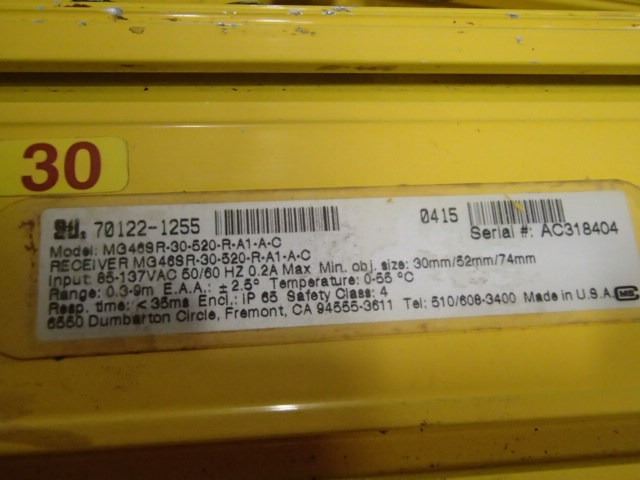 30
STI. 70122-1255 0415
Model: MG46SR-30-520-R-A1-A-C Serial #: AC318404
RECEIVER MG46SR-30-520-R-A1-A-C
Input: 85-137VAC 50/60 HZ 0.2A Max Min. obj. size: 30mm/52mm/74mm
Range: 0.3-9m E.A.A.: ±2.5° Temperature: 0-55 °C
Resp. time: <35ms Encl.: IP 65 Safety Class: 4
6550 Dumbarton Circle, Fremont, CA 94555-3611 Tel: 510/608-3400 Made in U.S.A.